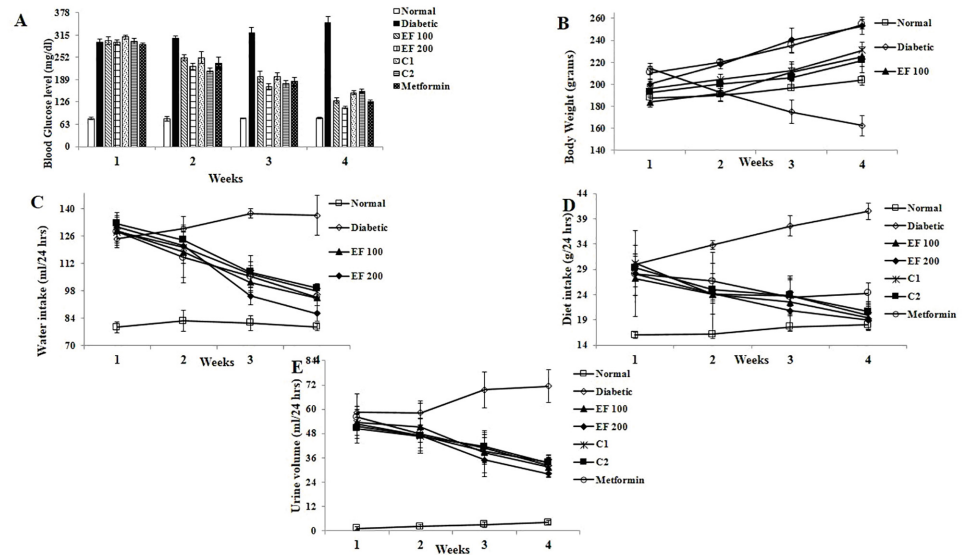 A
Blood Glucose level (mg/dl)
378
315
252
189
126
63
0
1 2 3 4
Weeks
Normal
Diabetic
EF 100
EF 200
C1
C2
Metformin
B
Body Weight (grams)
260
240
220
200
180
160
140
1 2 3 4
Weeks
Normal
Diabetic
EF 100
C
Water intake (ml/24 hrs)
140
126
112
98
84
70
1 2 3 4
Weeks
Normal
Diabetic
EF 100
EF 200
D
Diet intake (g/24 hrs)
44
39
34
29
24
19
14
1 2 3 4
Weeks
Normal
Diabetic
EF 100
EF 200
C1
C2
Metformin
E
Urine volume (ml/24 hrs)
84
72
60
48
36
24
12
0
1 2 3 4
Weeks
Normal
Diabetic
EF 100
EF 200
C1
C2
Metformin